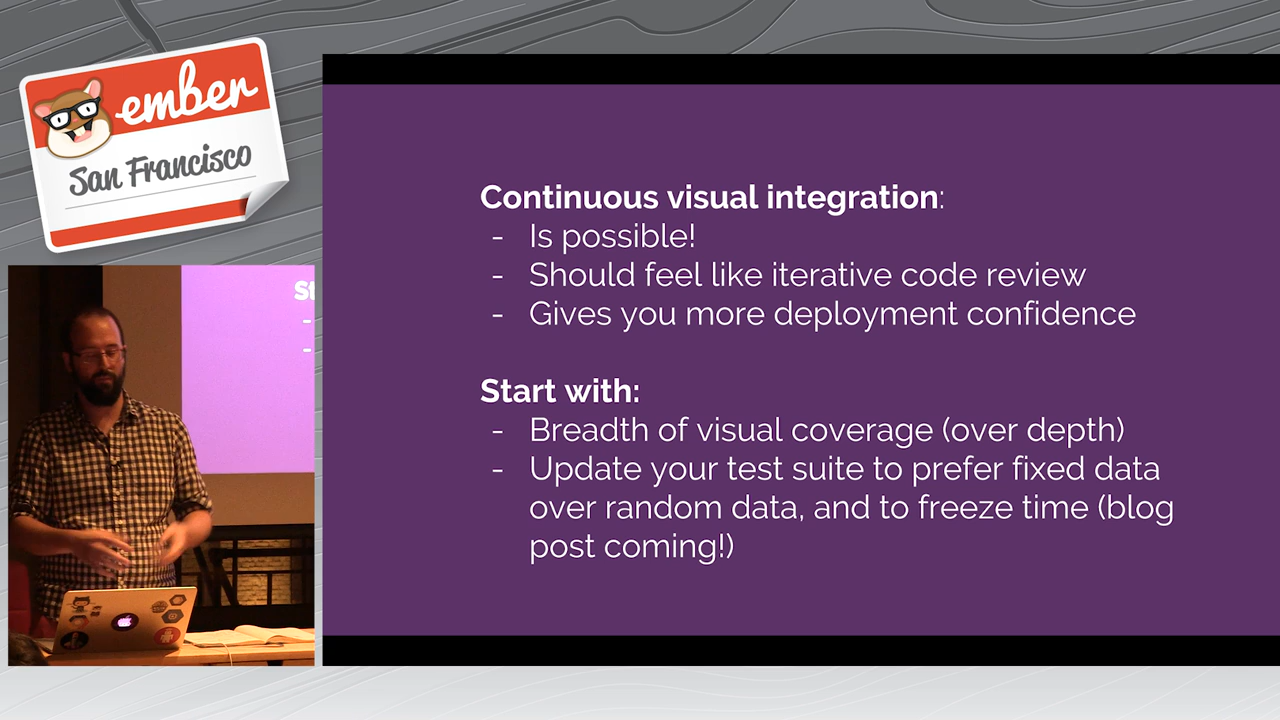 ember
San Francisco
St
Continuous visual integration:
- Is possible!
- Should feel like iterative code review
- Gives you more deployment confidence
Start with:
- Breadth of visual coverage (over depth)
- Update your test suite to prefer fixed data
over random data, and to freeze time (blog
post coming!)